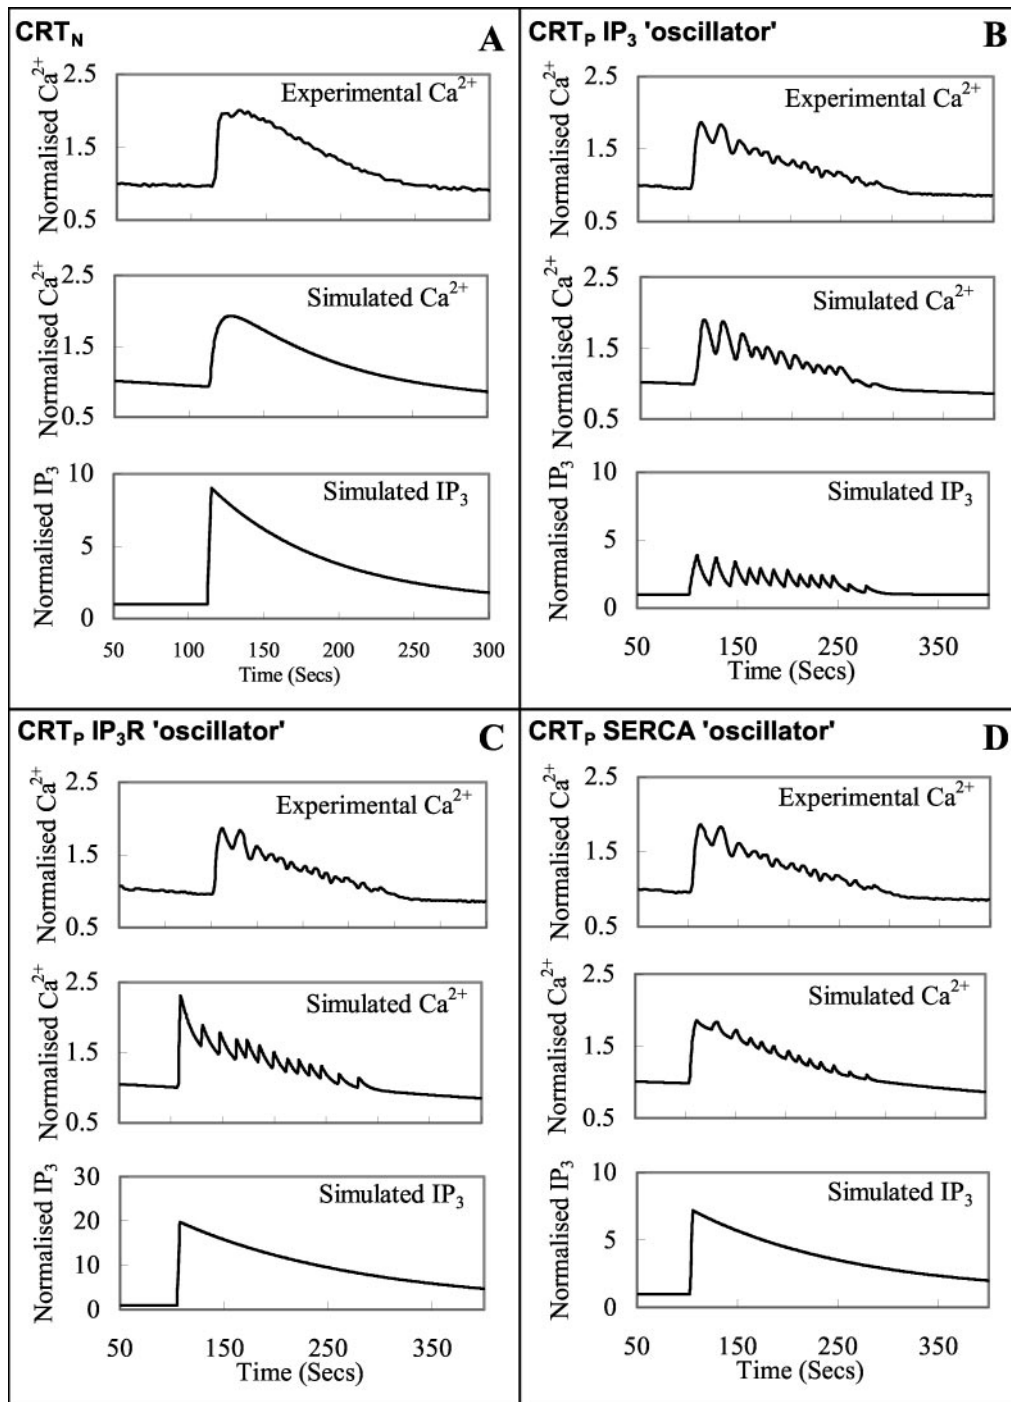 CRT_N A
Normalised Ca²⁺
2.5
1.5
0.5
Experimental Ca²⁺
Normalised Ca²⁺
2.5
1.5
0.5
Simulated Ca²⁺
Normalised IP₃
10
5
0
Simulated IP₃
50 100 150 200 250 300
Time (Secs)
CRT_P IP₃ 'oscillator' B
Normalised Ca²⁺
2.5
1.5
0.5
Experimental Ca²⁺
Normalised Ca²⁺
2.5
1.5
0.5
Simulated Ca²⁺
Normalised IP₃
10
5
0
Simulated IP₃
50 150 250 350
Time (Secs)
CRT_P IP₃R 'oscillator' C
Normalised Ca²⁺
2.5
1.5
0.5
Experimental Ca²⁺
Normalised Ca²⁺
2.5
1.5
0.5
Simulated Ca²⁺
Normalised IP₃
30
20
10
0
Simulated IP₃
50 150 250 350
Time (Secs)
CRT_P SERCA 'oscillator' D
Normalised Ca²⁺
2.5
1.5
0.5
Experimental Ca²⁺
Normalised Ca²⁺
2.5
1.5
0.5
Simulated Ca²⁺
Normalised IP₃
10
5
0
Simulated IP₃
50 150 250 350
Time (Secs)